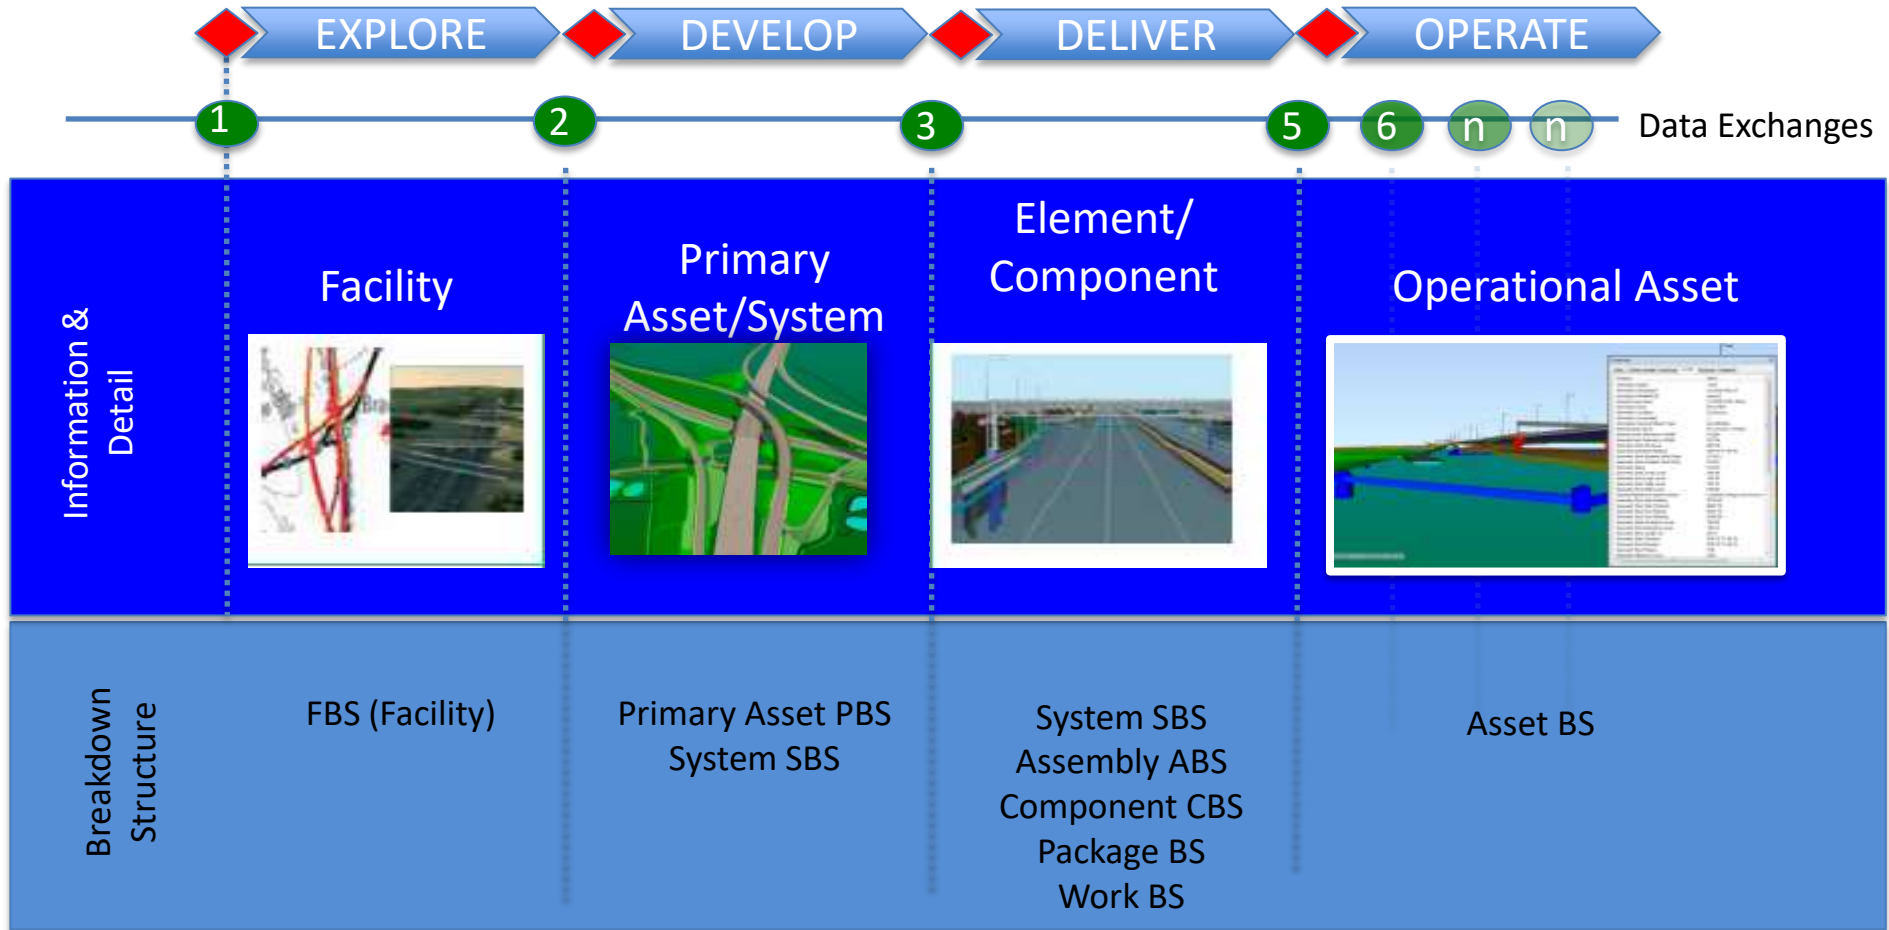 EXPLORE
DEVELOP
DELIVER
OPERATE
1
2
3
5
6
n
n
Data Exchanges
Information &
Detail
Facility
Primary
Asset/System
Element/
Component
Operational Asset
Breakdown
Structure
FBS (Facility)
Primary Asset PBS
System SBS
System SBS
Assembly ABS
Component CBS
Package BS
Work BS
Asset BS